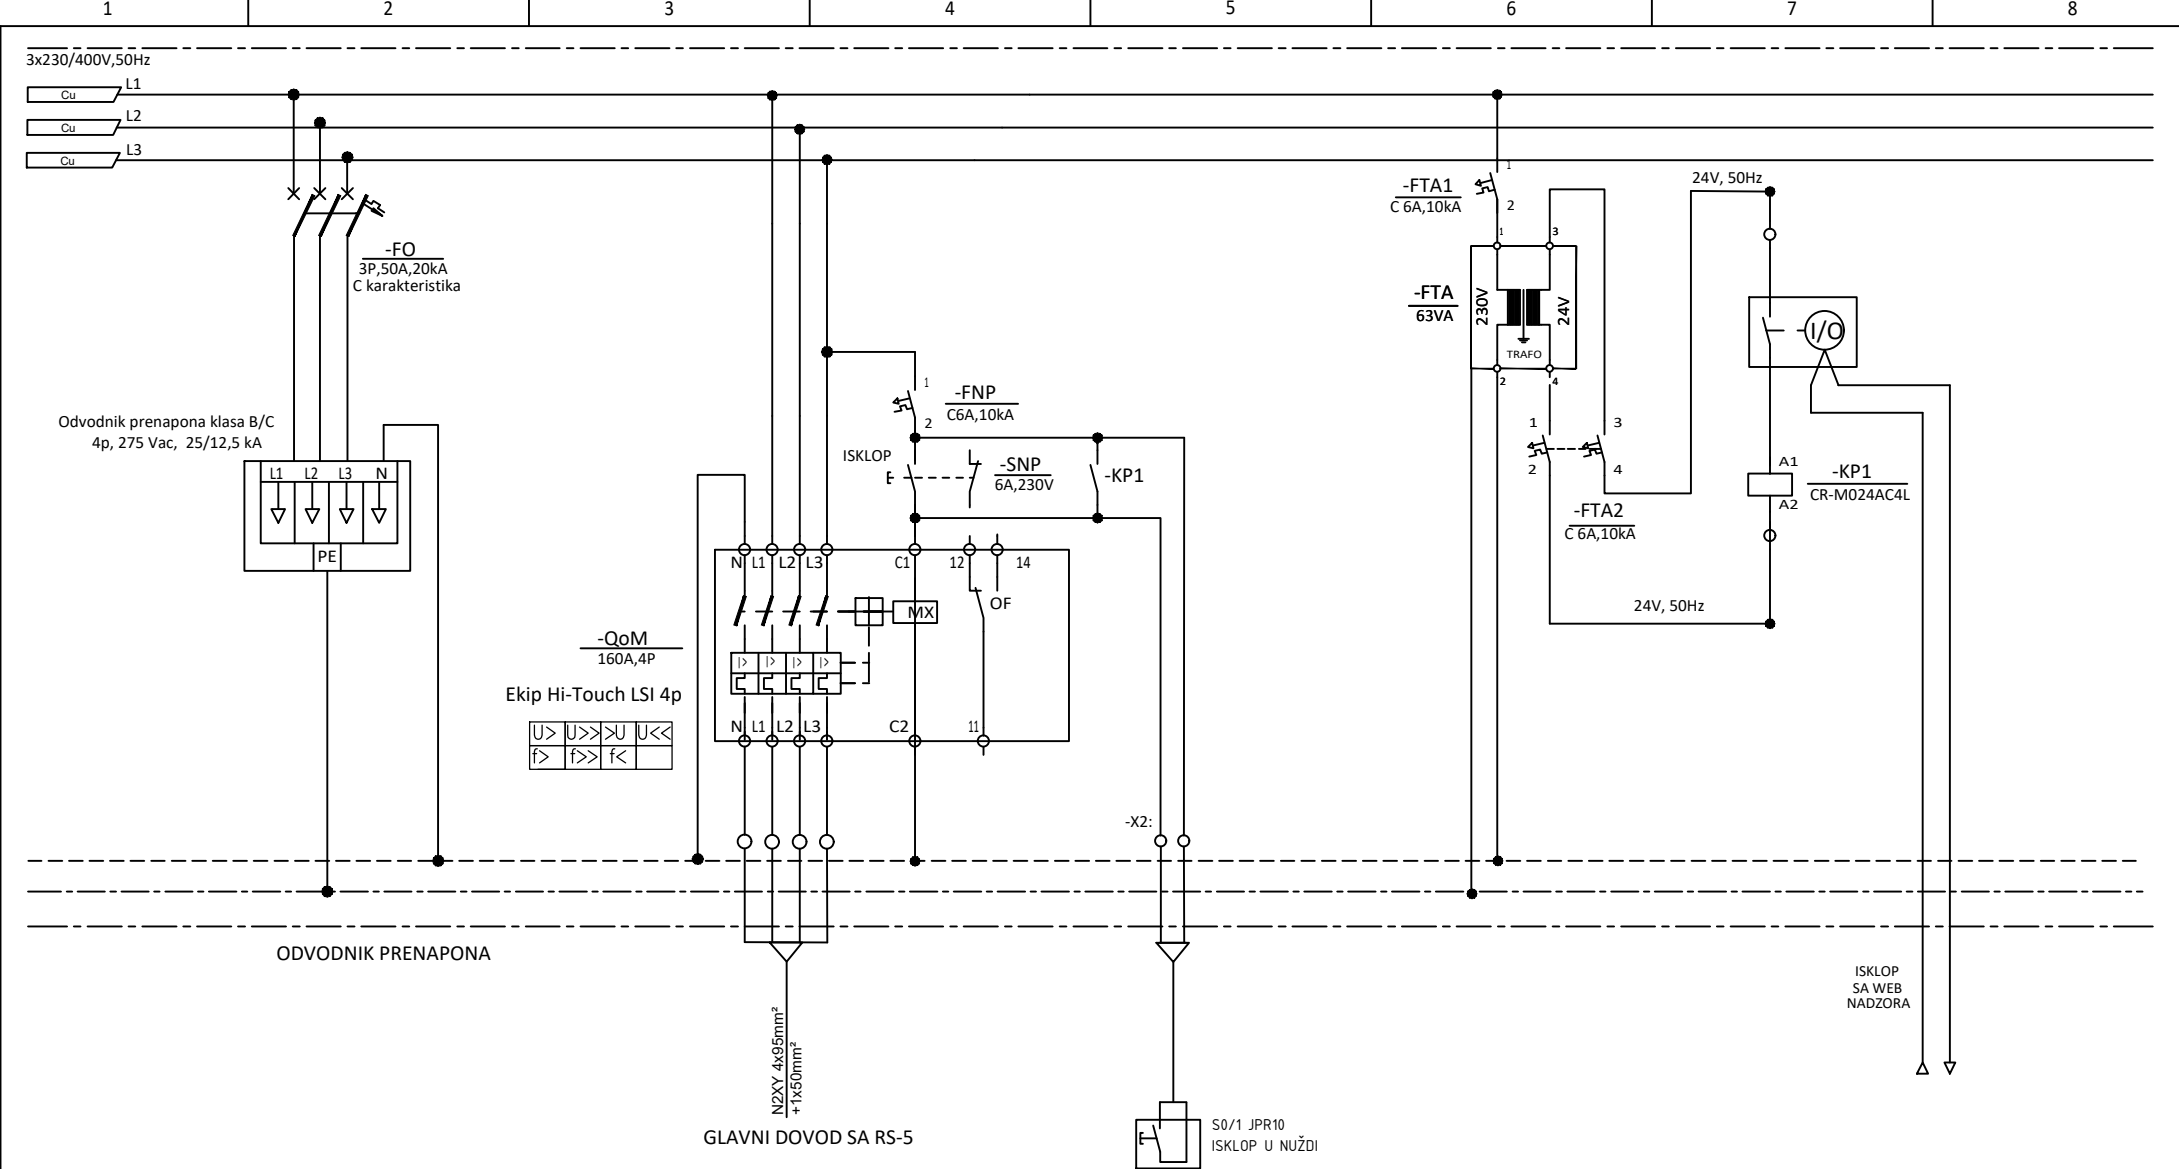 1 2 3 4 5 6 7 8
3x230/400V,50Hz
Cu L1
Cu L2
Cu L3
-FO
3P,50A,20kA
C karakteristika
Odvodnik prenapona klasa B/C
4p, 275 Vac, 25/12,5 kA
L1 L2 L3 N
PE
ODVODNIK PRENAPONA
-QoM
160A,4P
Ekip Hi-Touch LSI 4p
U> U>> >U U<<
f> f>> f<
1
2
-FNP
C6A,10kA
ISKLOP
-SNP
6A,230V
-KP1
N L1 L2 L3 C1 12 14
MX
OF
I> I> I> I>
N L1 L2 L3 C2 11
-X2:
N2XY 4x95mm²
+1x50mm²
GLAVNI DOVOD SA RS-5
S0/1 JPR10
ISKLOP U NUŽDI
-FTA1
C 6A,10kA
1
2
1 3
-FTA
63VA
230V
24V
TRAFO
2 4
1 3
2 4
-FTA2
C 6A,10kA
24V, 50Hz
I/O
A1
A2
-KP1
CR-M024AC4L
24V, 50Hz
ISKLOP
SA WEB
NADZORA